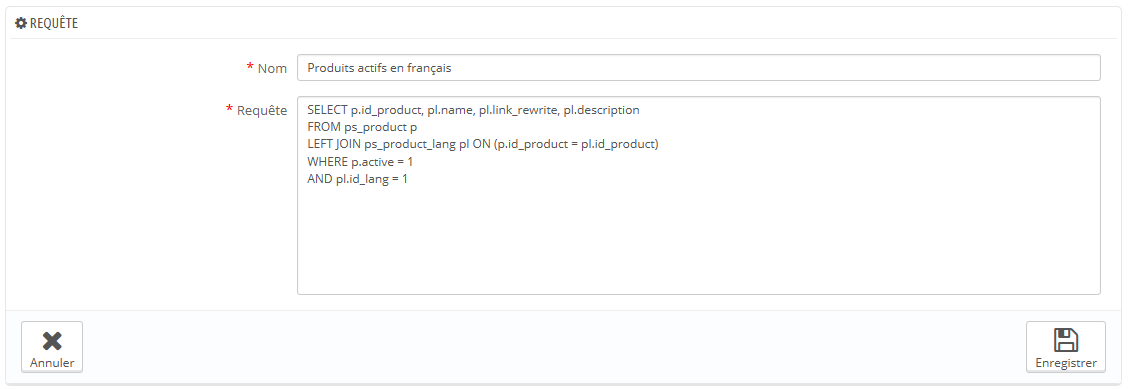 REQUÊTE
* Nom
Produits actifs en français
* Requête
SELECT p.id_product, pl.name, pl.link_rewrite, pl.description
FROM ps_product p
LEFT JOIN ps_product_lang pl ON (p.id_product = pl.id_product)
WHERE p.active = 1
AND pl.id_lang = 1
Annuler
Enregistrer